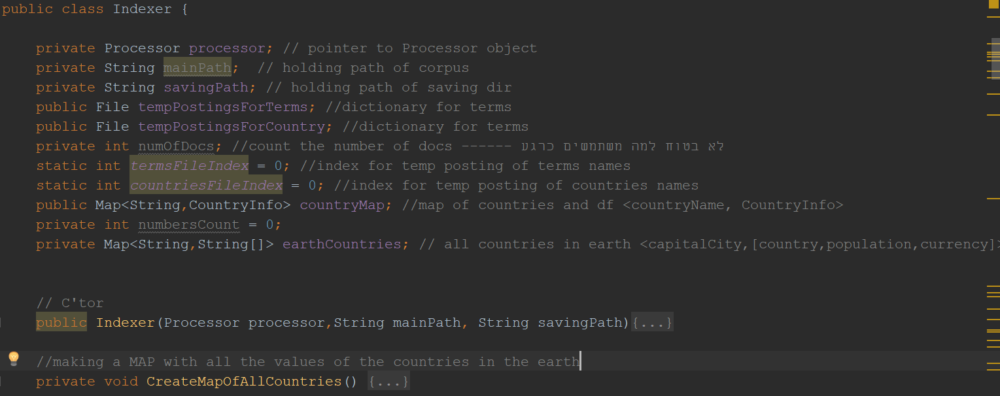 public class Indexer {
private Processor processor; // pointer to Processor object
private String mainPath;  // holding path of corpus
private String savingPath; // holding path of saving dir
public File tempPostingsForTerms; //dictionary for terms
public File tempPostingsForCountry; //dictionary for terms
private int numOfDocs; //count the number of docs ------ לא בטוח למה משתמשים כרגע
static int termsFileIndex = 0; //index for temp posting of terms names
static int countriesFileIndex = 0; //index for temp posting of countries names
public Map<String,CountryInfo> countryMap; //map of countries and df <countryName, CountryInfo>
private int numbersCount = 0;
private Map<String,String[]> earthCountries; // all countries in earth <capitalCity,[country,population,currency]>
// C'tor
public Indexer(Processor processor,String mainPath, String savingPath){...}
//making a MAP with all the values of the countries in the earth
private void CreateMapOfAllCountries() {...}